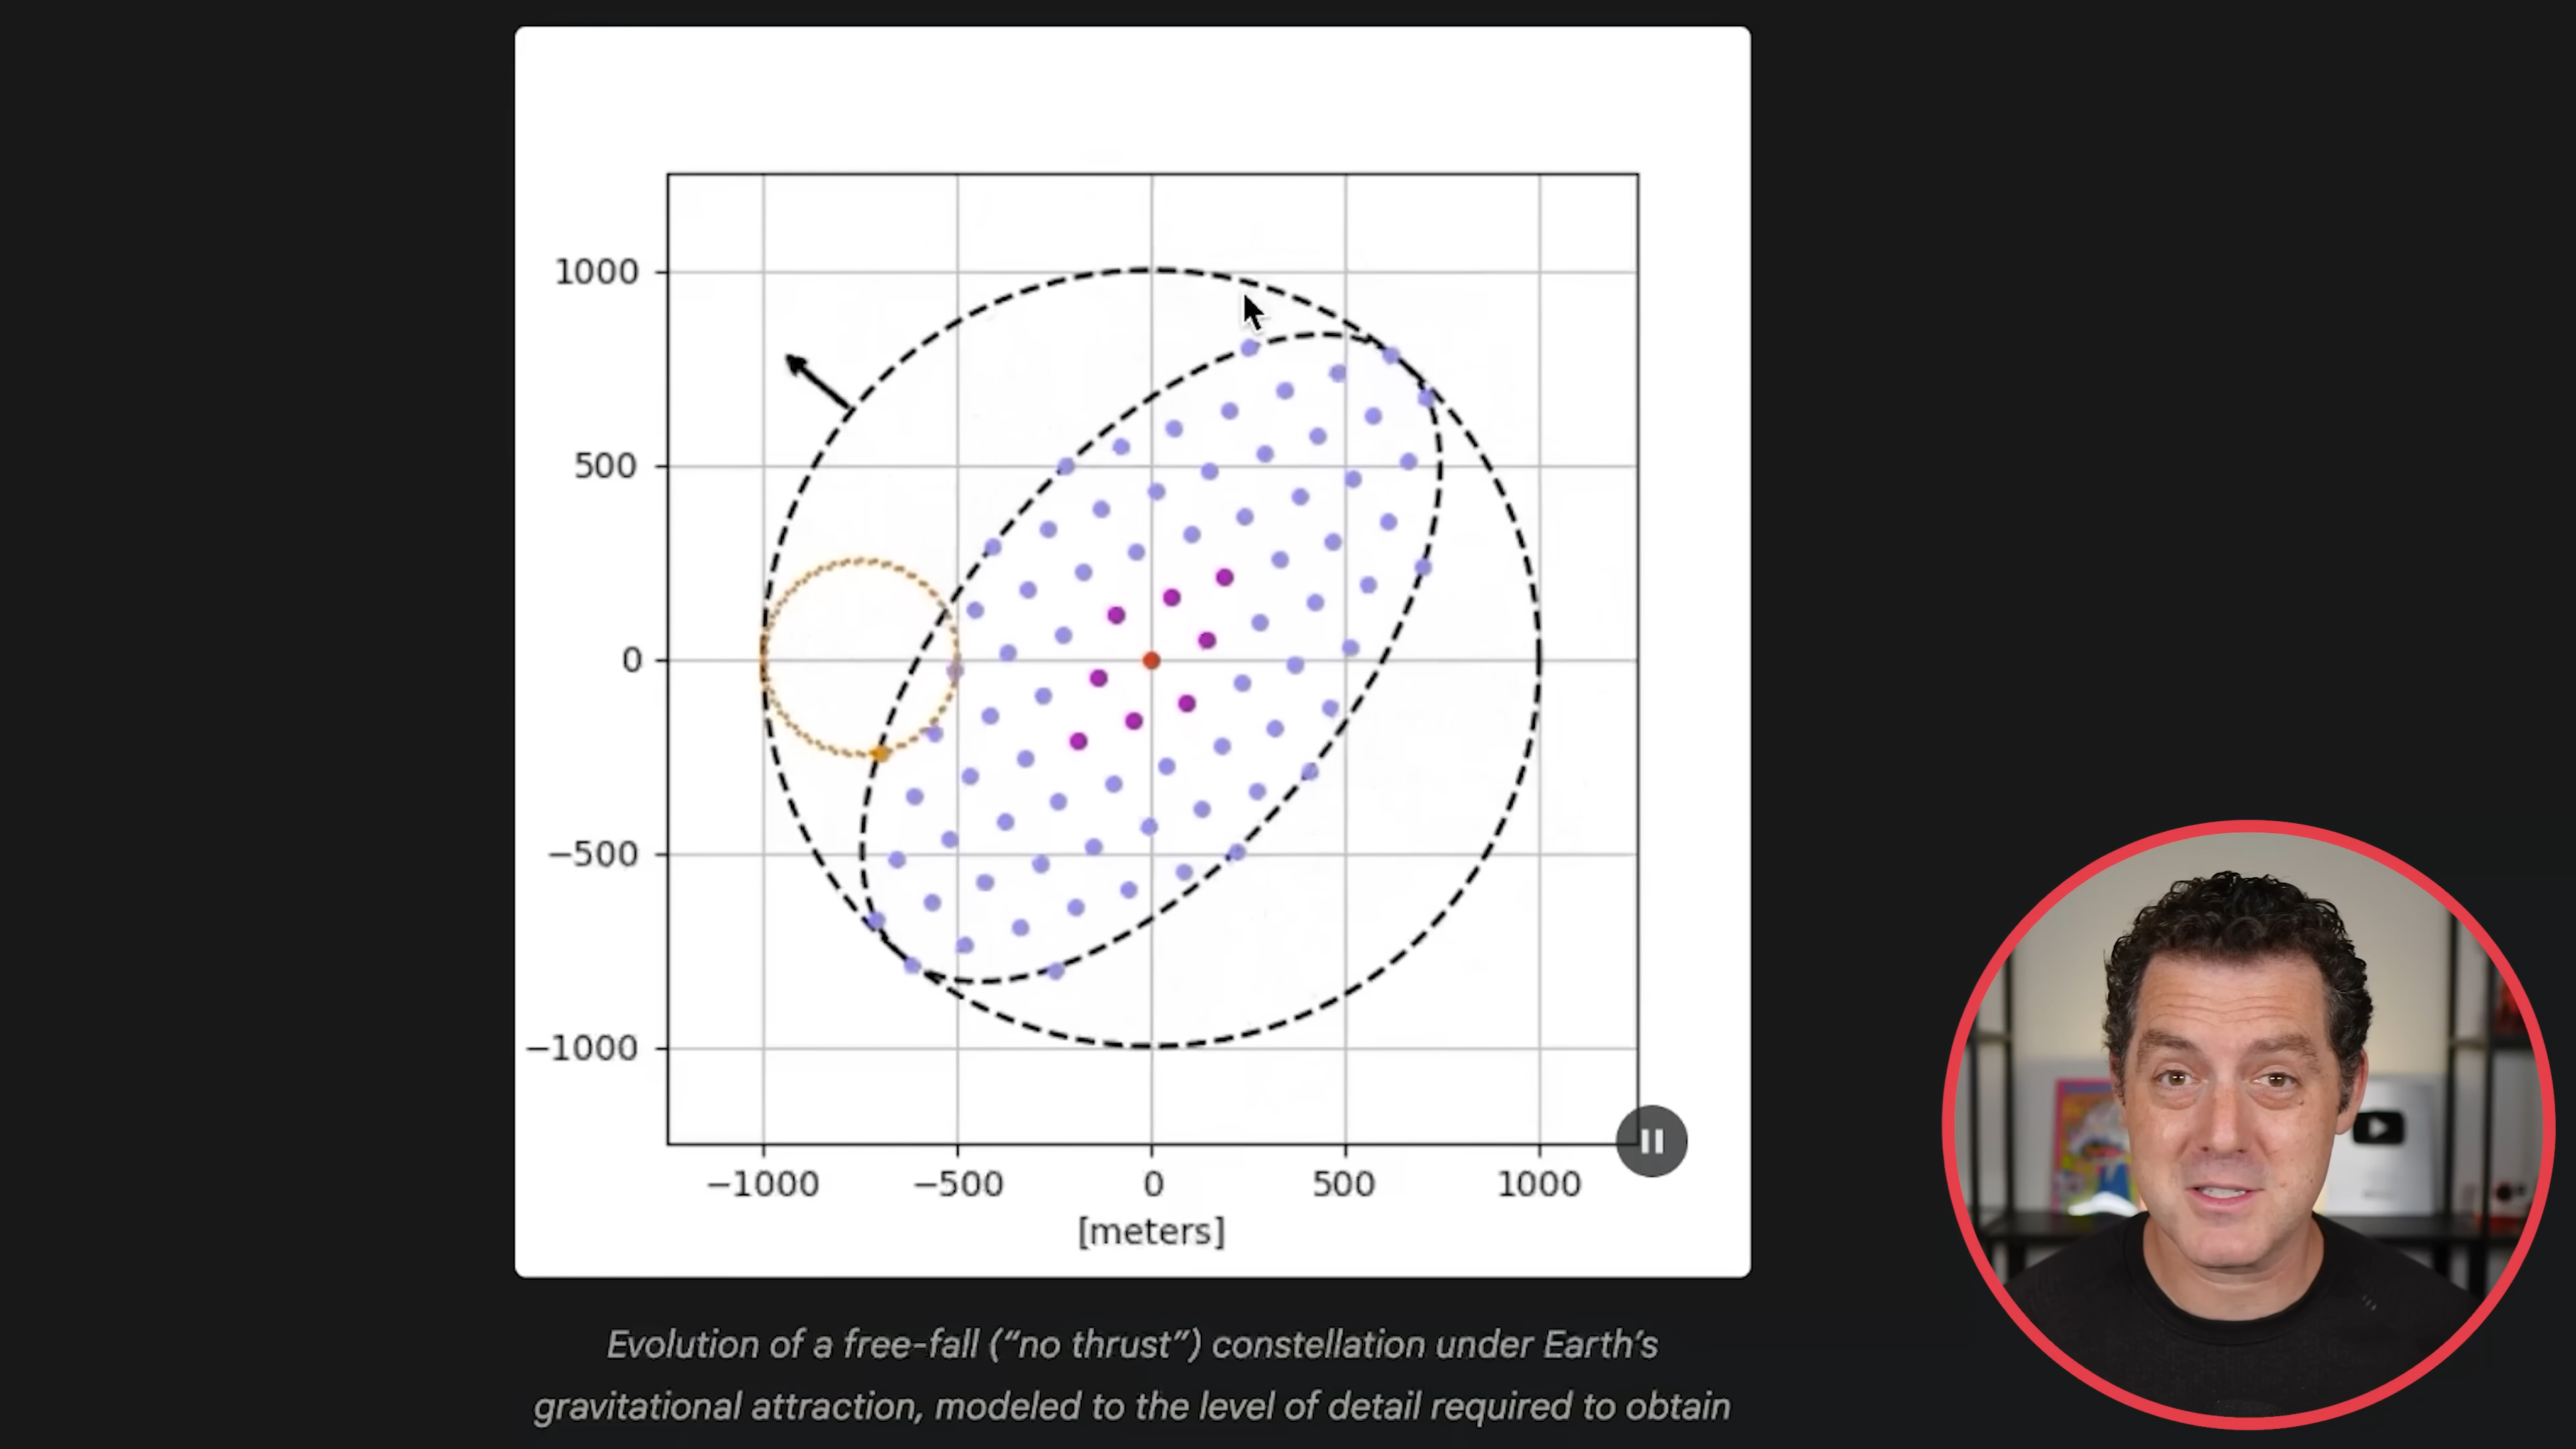 1000
500
0
−500
−1000
−1000 −500 0 500 1000
[meters]
Evolution of a free-fall (“no thrust”) constellation under Earth’s
gravitational attraction, modeled to the level of detail required to obtain